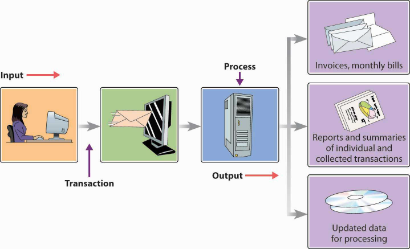 Input
Transaction
Process
Output
Invoices, monthly bills
Reports and summaries
of individual and
collected transactions
Updated data
for processing